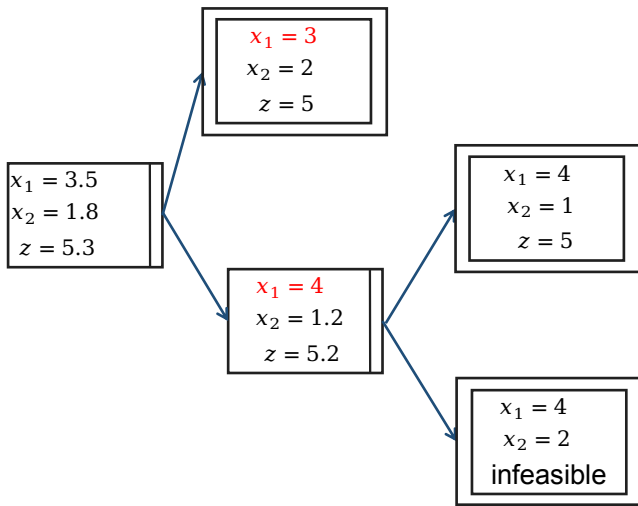 x₁ = 3
x₂ = 2
z = 5
x₁ = 3.5
x₂ = 1.8
z = 5.3
x₁ = 4
x₂ = 1.2
z = 5.2
x₁ = 4
x₂ = 1
z = 5
x₁ = 4
x₂ = 2
infeasible